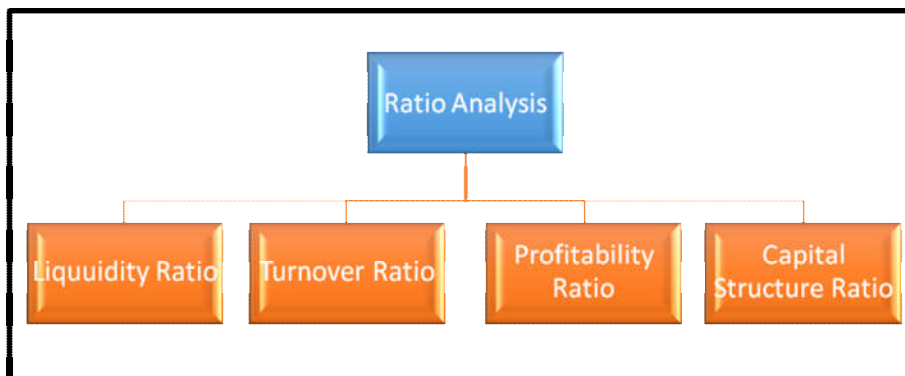 Ratio Analysis
Liquuidity Ratio
Turnover Ratio
Profitability
Ratio
Capital
Structure Ratio